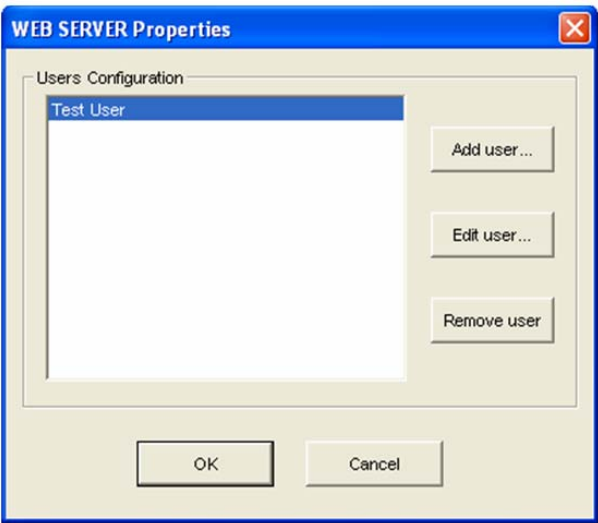 WEB SERVER Properties
Users Configuration
Test User
Add user...
Edit user...
Remove user
OK
Cancel